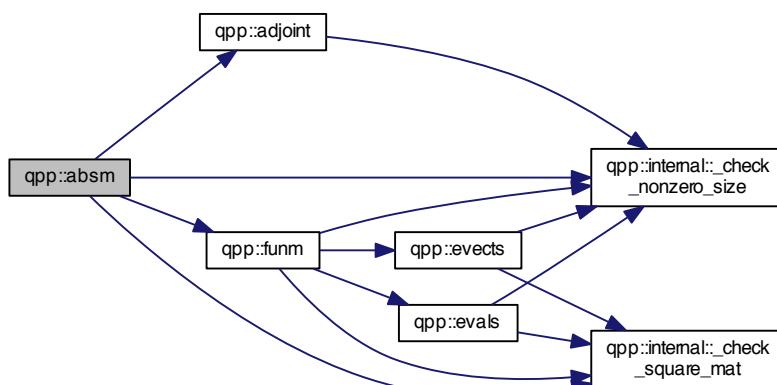 qpp::adjoint
qpp::absm
qpp::internal::_check
_nonzero_size
qpp::funm
qpp::evects
qpp::evals
qpp::internal::_check
_square_mat